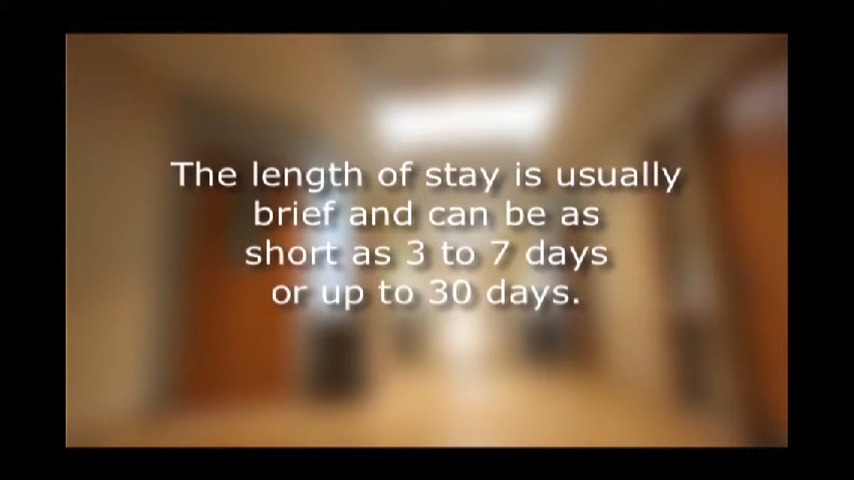 The length of stay is usually
brief and can be as
short as 3 to 7 days
or up to 30 days.